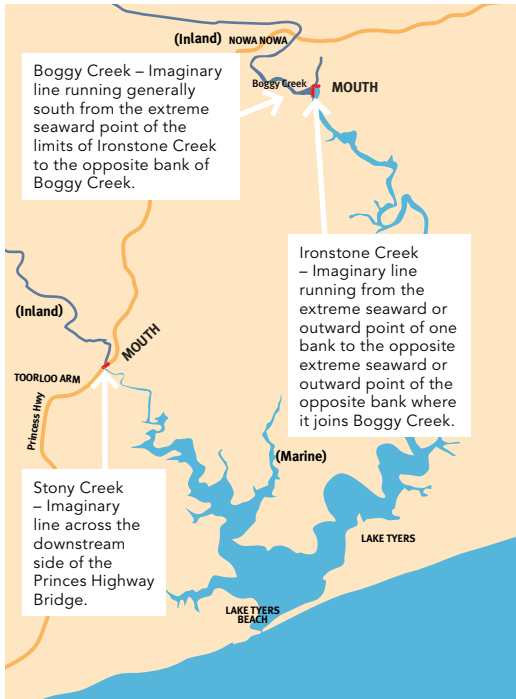 (Inland) NOWA NOWA
Boggy Creek – Imaginary
line running generally
south from the extreme
seaward point of the
limits of Ironstone Creek
to the opposite bank of
Boggy Creek.
Boggy Creek
MOUTH
Ironstone Creek
– Imaginary line
running from the
extreme seaward or
outward point of one
bank to the opposite
extreme seaward or
outward point of the
opposite bank where
it joins Boggy Creek.
(Inland)
MOUTH
TOORLOO ARM
Princess Hwy
(Marine)
Stony Creek
– Imaginary
line across the
downstream
side of the
Princes Highway
Bridge.
LAKE TYERS
LAKE TYERS
BEACH